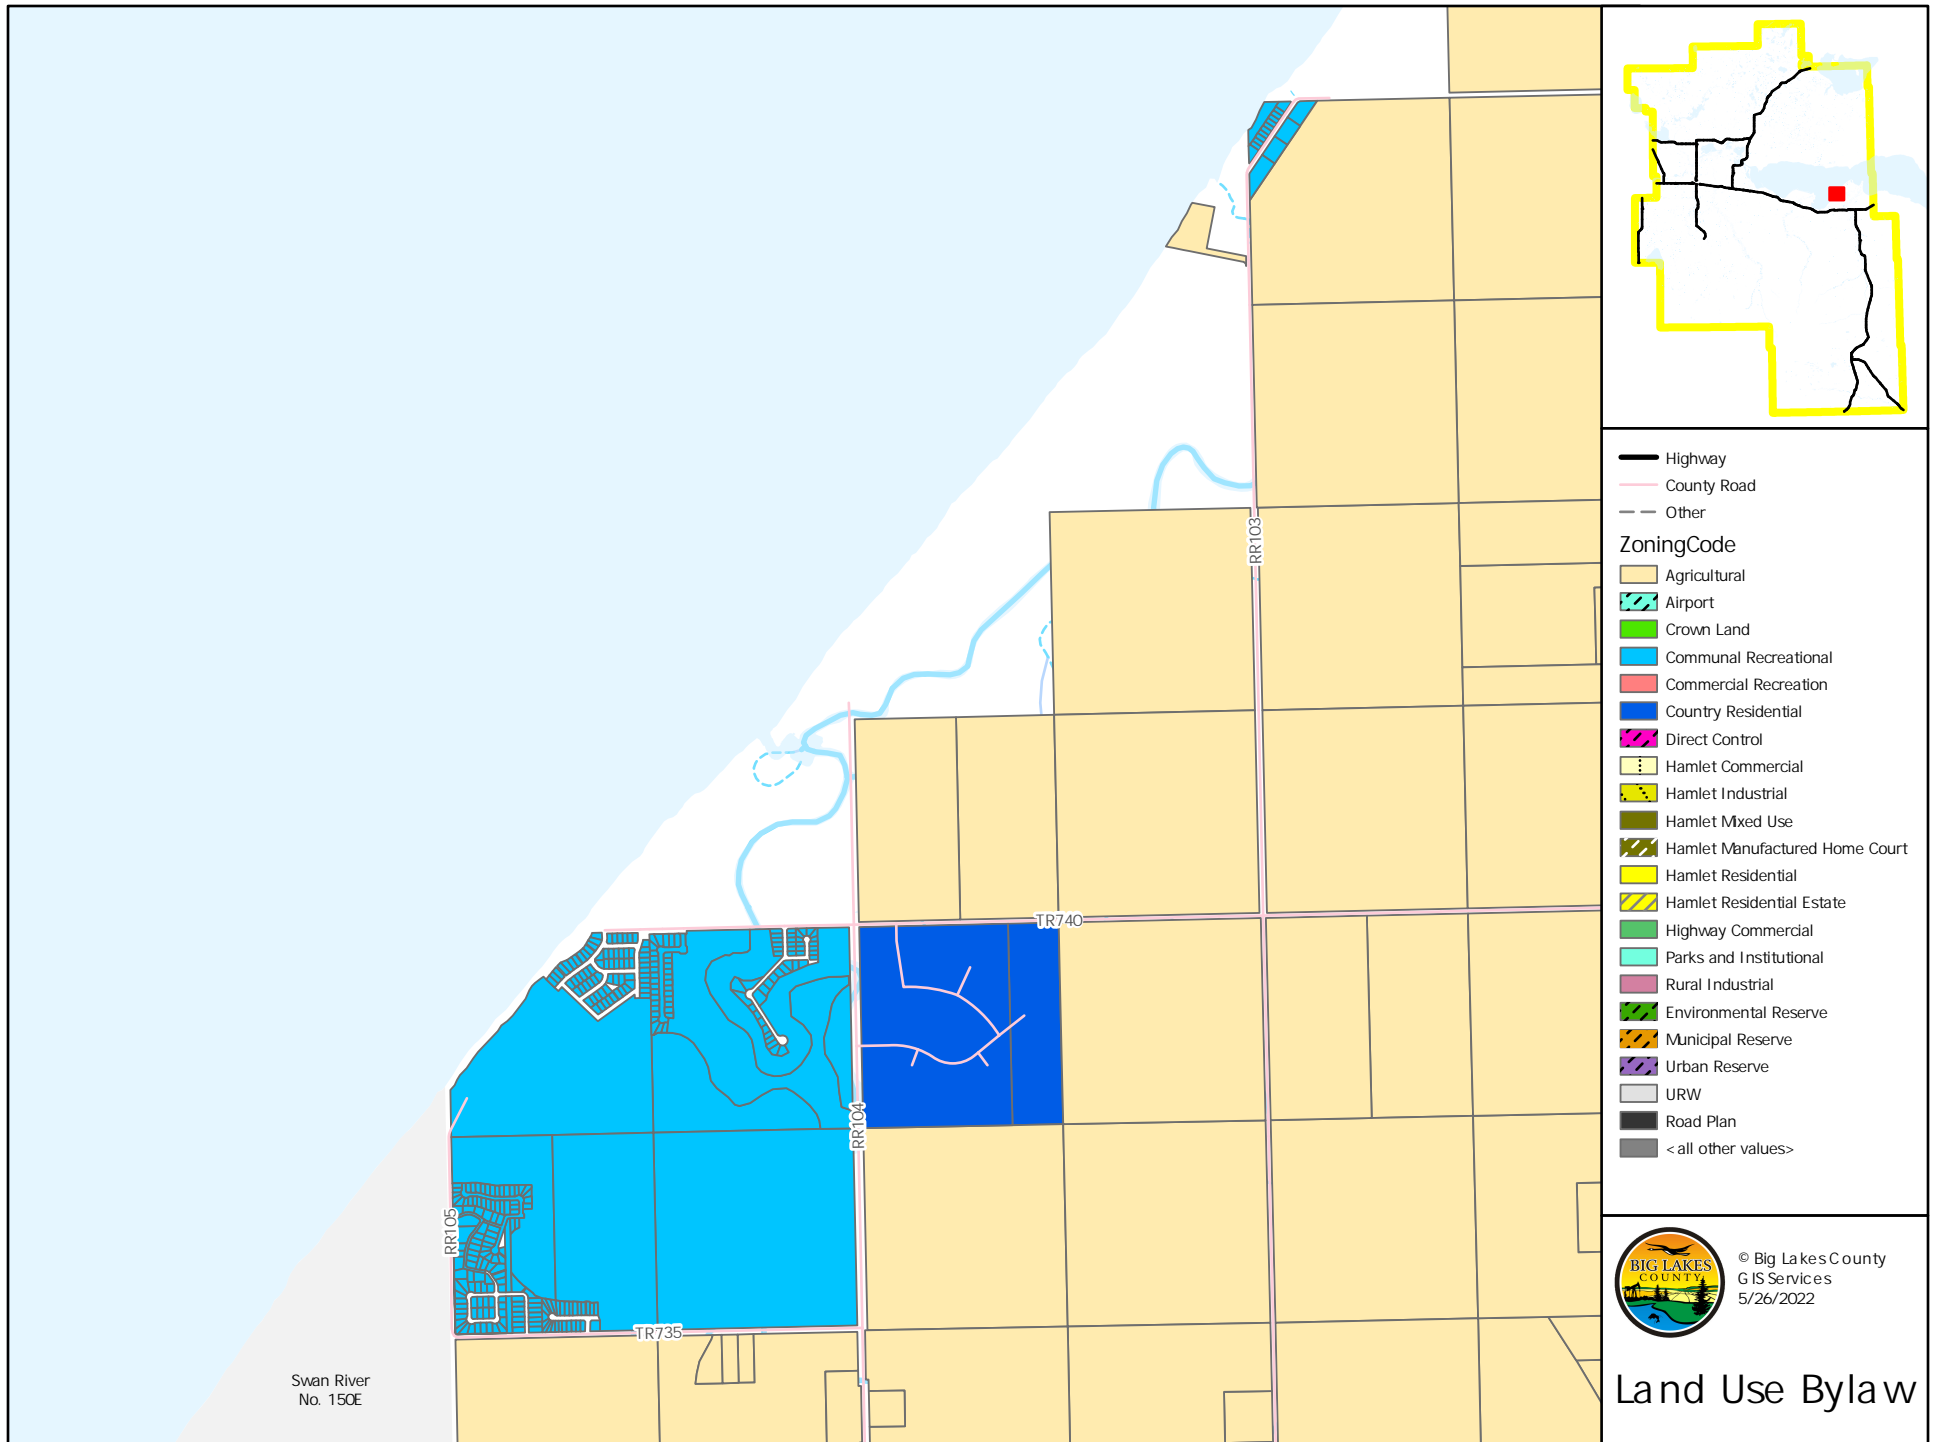 RR103
TR740
RR104
RR105
TR735
Swan River
No. 150E
Highway
County Road
Other
ZoningCode
Agricultural
Airport
Crown Land
Communal Recreational
Commercial Recreation
Country Residential
Direct Control
Hamlet Commercial
Hamlet Industrial
Hamlet Mixed Use
Hamlet Manufactured Home Court
Hamlet Residential
Hamlet Residential Estate
Highway Commercial
Parks and Institutional
Rural Industrial
Environmental Reserve
Municipal Reserve
Urban Reserve
URW
Road Plan
<all other values>
BIG LAKES
COUNTY
© Big Lakes County
GIS Services
5/26/2022
Land Use Bylaw